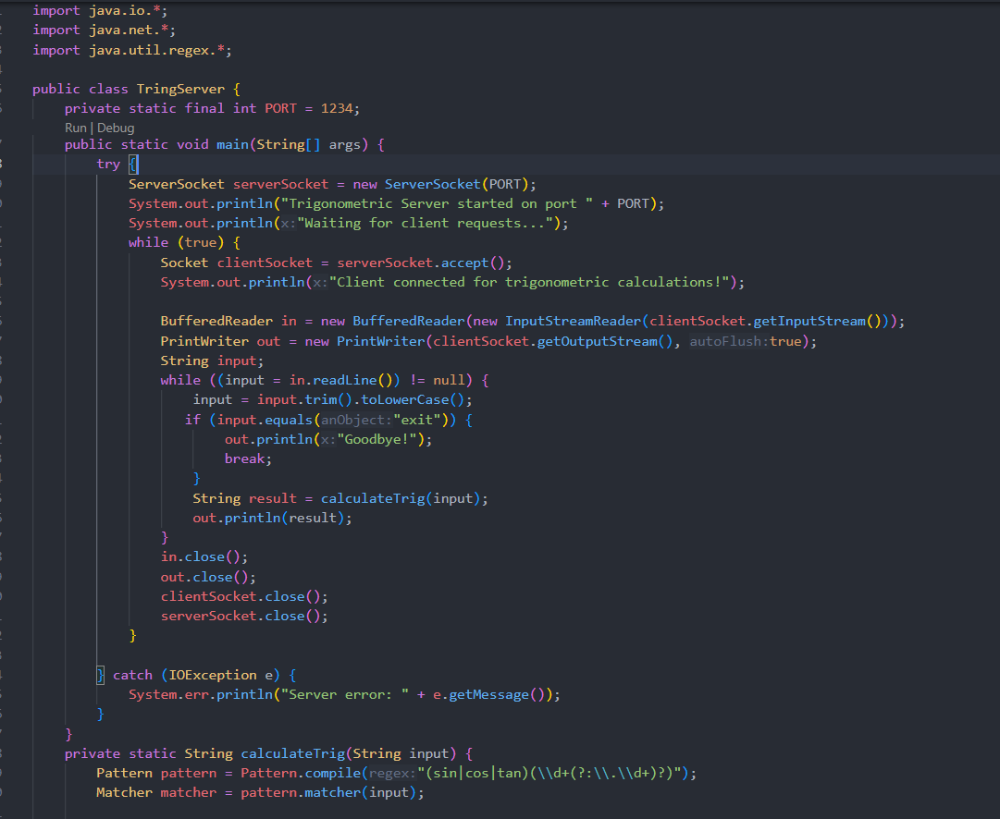 import java.io.*;
import java.net.*;
import java.util.regex.*;
public class TringServer {
private static final int PORT = 1234;
Run | Debug
public static void main(String[] args) {
try {
ServerSocket serverSocket = new ServerSocket(PORT);
System.out.println("Trigonometric Server started on port " + PORT);
System.out.println(x:"Waiting for client requests...");
while (true) {
Socket clientSocket = serverSocket.accept();
System.out.println(x:"Client connected for trigonometric calculations!");
BufferedReader in = new BufferedReader(new InputStreamReader(clientSocket.getInputStream()));
PrintWriter out = new PrintWriter(clientSocket.getOutputStream(), autoFlush:true);
String input;
while ((input = in.readLine()) != null) {
input = input.trim().toLowerCase();
if (input.equals(anObject:"exit")) {
out.println(x:"Goodbye!");
break;
}
String result = calculateTrig(input);
out.println(result);
}
in.close();
out.close();
clientSocket.close();
serverSocket.close();
}
} catch (IOException e) {
System.err.println("Server error: " + e.getMessage());
}
}
private static String calculateTrig(String input) {
Pattern pattern = Pattern.compile(regex:"(sin|cos|tan)(\\d+(?:\\.\\d+)?)");
Matcher matcher = pattern.matcher(input);